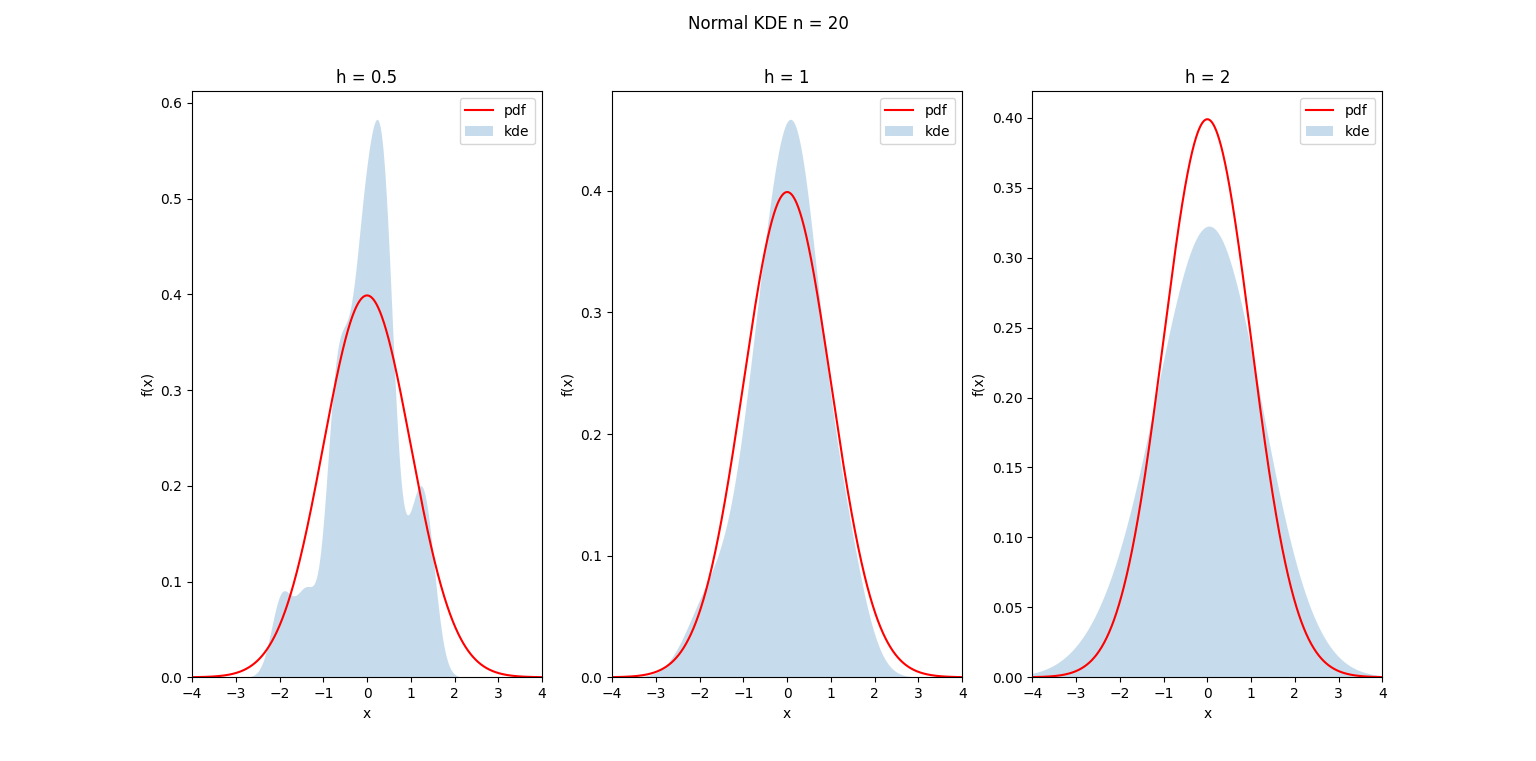 Normal KDE n = 20
h = 0.5
pdf
kde
0.6
0.5
0.4
0.3
0.2
0.1
0.0
f(x)
−4 −3 −2 −1 0 1 2 3 4
x
h = 1
pdf
kde
0.4
0.3
0.2
0.1
0.0
f(x)
−4 −3 −2 −1 0 1 2 3 4
x
h = 2
pdf
kde
0.40
0.35
0.30
0.25
0.20
0.15
0.10
0.05
0.00
f(x)
−4 −3 −2 −1 0 1 2 3 4
x